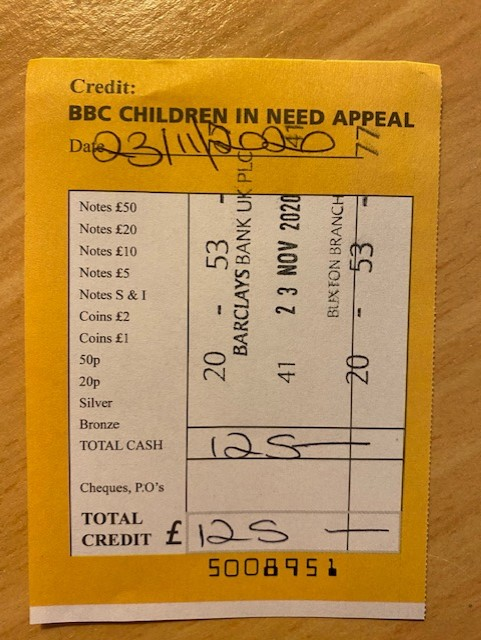 Credit:
BBC CHILDREN IN NEED APPEAL
Date 23/11/2020
Notes £50
Notes £20
Notes £10
Notes £5
Notes S & I
Coins £2
Coins £1
50p
20p
Silver
Bronze
TOTAL CASH 125 —
Cheques, P.O's
TOTAL
CREDIT £ 125 —
5008951
20 - 53 -
BARCLAYS BANK UK PLC
41 23 NOV 2020 41
BUXTON BRANCH
20 - 53 - 77